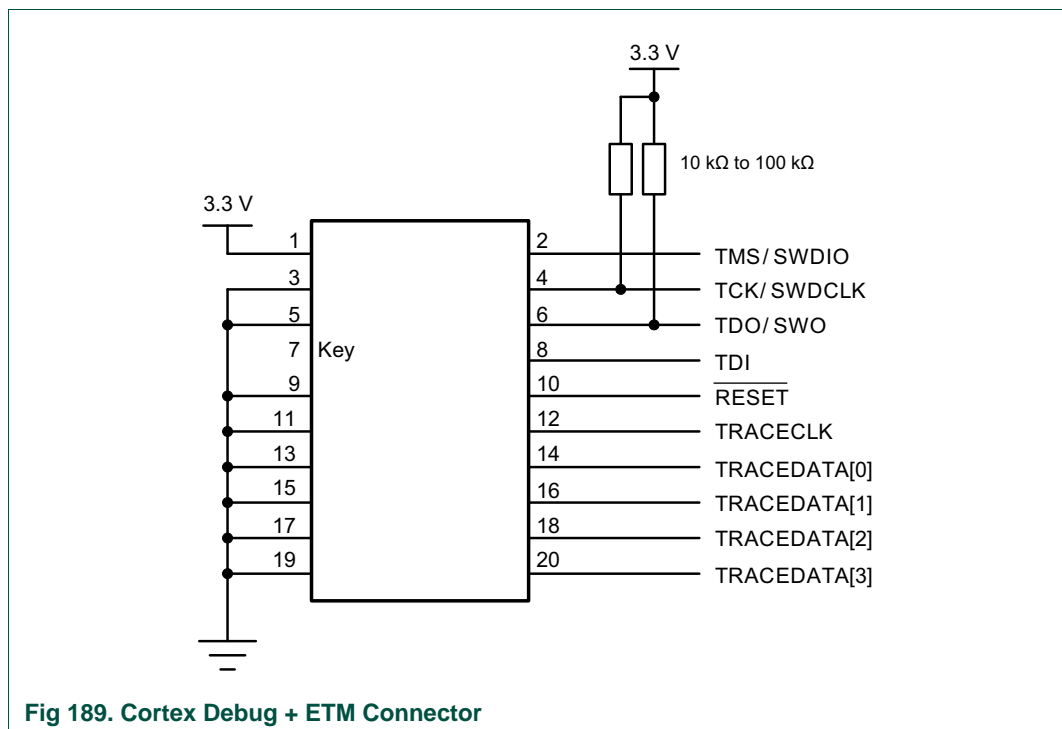 3.3 V
10 kΩ to 100 kΩ
3.3 V
1
2
TMS/ SWDIO
3
4
TCK/ SWDCLK
5
6
TDO/ SWO
7
Key
8
TDI
9
10
RESET
11
12
TRACECLK
13
14
TRACEDATA[0]
15
16
TRACEDATA[1]
17
18
TRACEDATA[2]
19
20
TRACEDATA[3]
Fig 189. Cortex Debug + ETM Connector